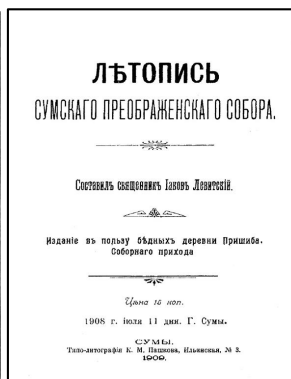 ЛѢТОПИСЬ
СУМСКАГО ПРЕОБРАЖЕНСКАГО СОБОРА.
Составилъ священникъ Іаковъ Левитскій.
Изданіе въ пользу бѣдныхъ деревни Пришиба.
Соборнаго прихода
Цѣна 15 коп.
1908 г. іюля 11 дня. Г. Сумы.
СУМЫ.
Типо-литографія К. М. Пашкова, Ильинская, № 3.
1909.